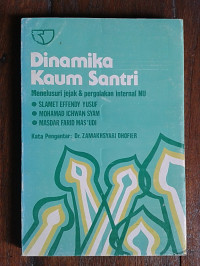 Dinamika
Kaum Santri
Menelusuri jejak & pergolakan internal NU
● SLAMET EFFENDY YUSUF
● MOHAMAD ICHWAN SYAM
● MASDAR FARID MAS'UDI
Kata Pengantar: Dr. ZAMAKHSYARI DHOFIER